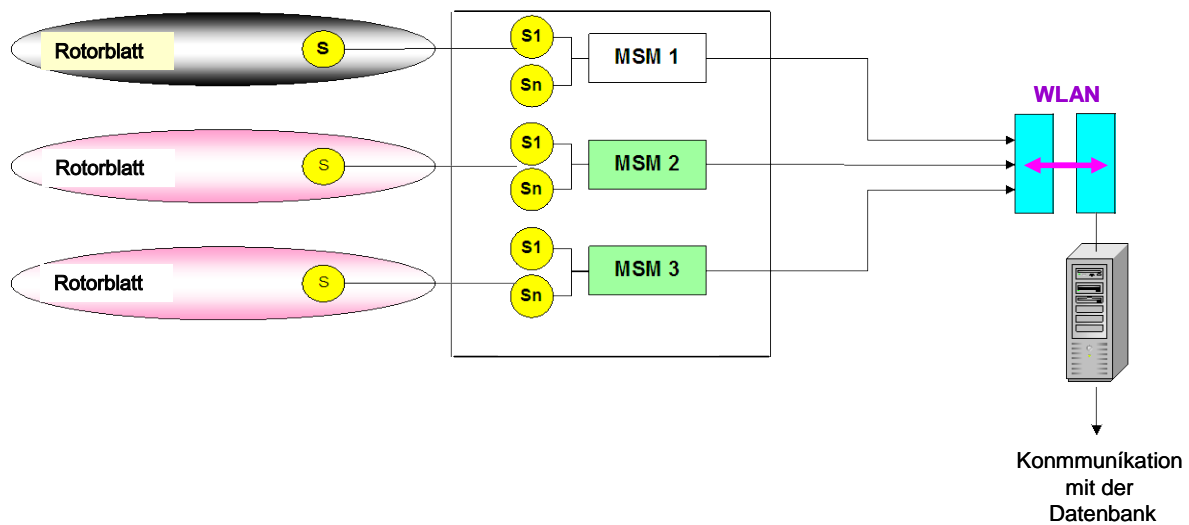 Rotorblatt
S
S1
Sn
MSM 1
WLAN
Rotorblatt
S
S1
Sn
MSM 2
Rotorblatt
S
S1
Sn
MSM 3
Konmmuníkation
mit der
Datenbank